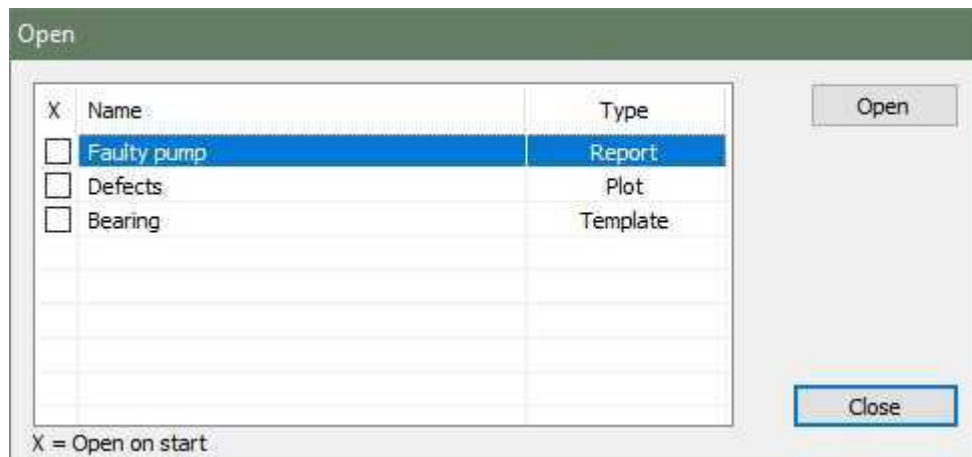 Open
X Name Type Open
Faulty pump Report
Defects Plot
Bearing Template
Close
X = Open on start